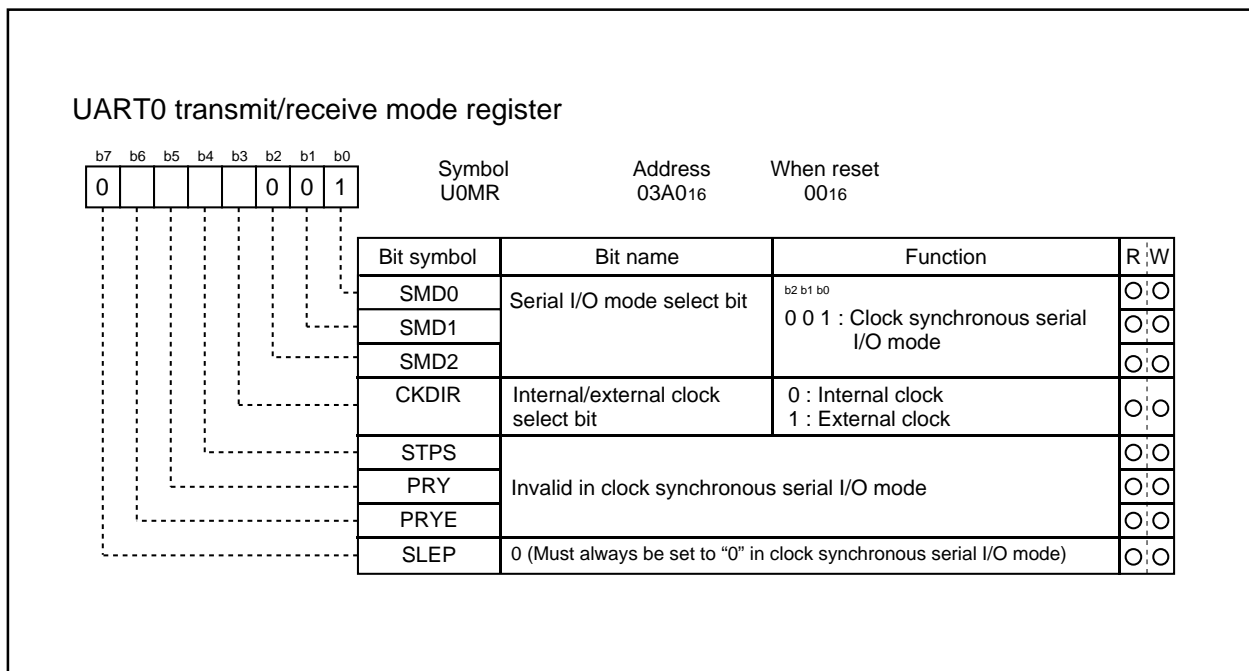 UART0 transmit/receive mode register
b7 b6 b5 b4 b3 b2 b1 b0
0 0 0 1
Symbol Address When reset
U0MR 03A016 0016
Bit symbol Bit name Function R W
SMD0 Serial I/O mode select bit b2 b1 b0
SMD1 0 0 1 : Clock synchronous serial
I/O mode
SMD2
CKDIR Internal/external clock 0 : Internal clock
select bit 1 : External clock
STPS
PRY Invalid in clock synchronous serial I/O mode
PRYE
SLEP 0 (Must always be set to “0” in clock synchronous serial I/O mode)